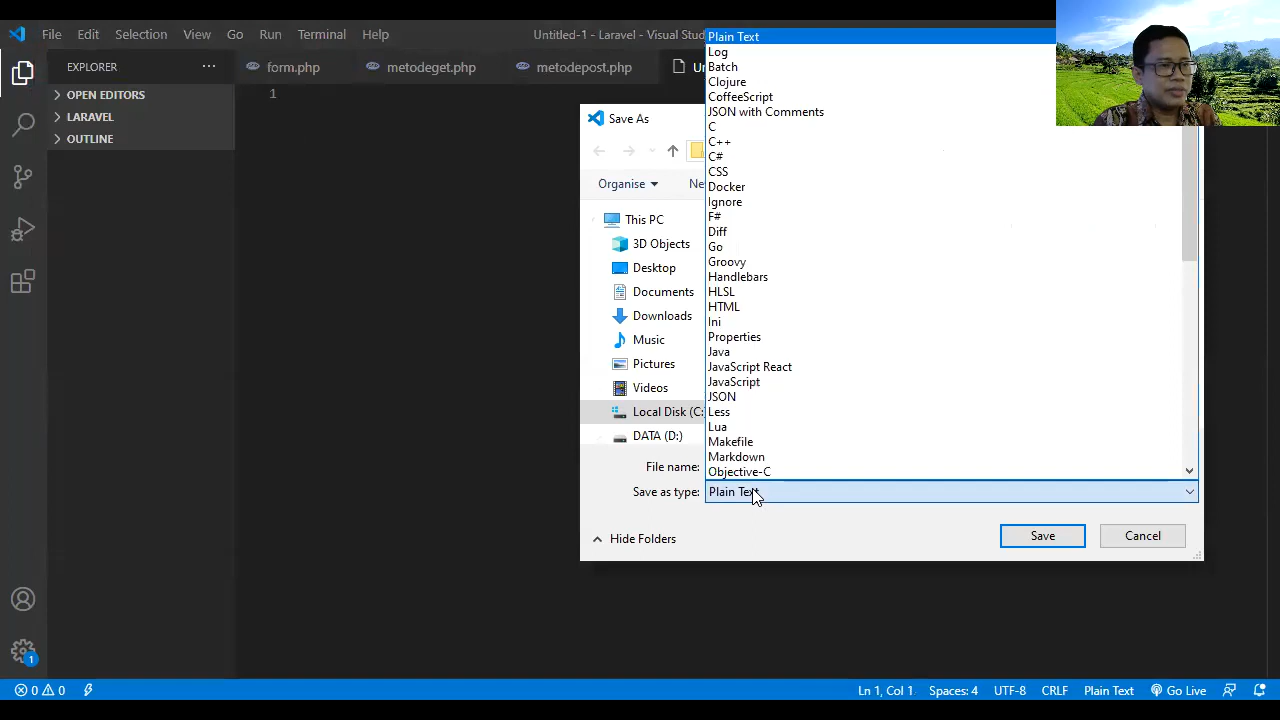 File Edit Selection View Go Run Terminal Help
Untitled-1 - Laravel - Visual Stud
EXPLORER
form.php
metodeget.php
metodepost.php
OPEN EDITORS
LARAVEL
OUTLINE
1
Save As
Organise
This PC
3D Objects
Desktop
Documents
Downloads
Music
Pictures
Videos
Local Disk (C:
DATA (D:)
Plain Text
Log
Batch
Clojure
CoffeeScript
JSON with Comments
C
C++
C#
CSS
Docker
Ignore
F#
Diff
Go
Groovy
Handlebars
HLSL
HTML
Ini
Properties
Java
JavaScript React
JavaScript
JSON
Less
Lua
Makefile
Markdown
Objective-C
File name:
Save as type: Plain Text
Hide Folders
Save
Cancel
1
0 0
Ln 1, Col 1 Spaces: 4 UTF-8 CRLF Plain Text Go Live